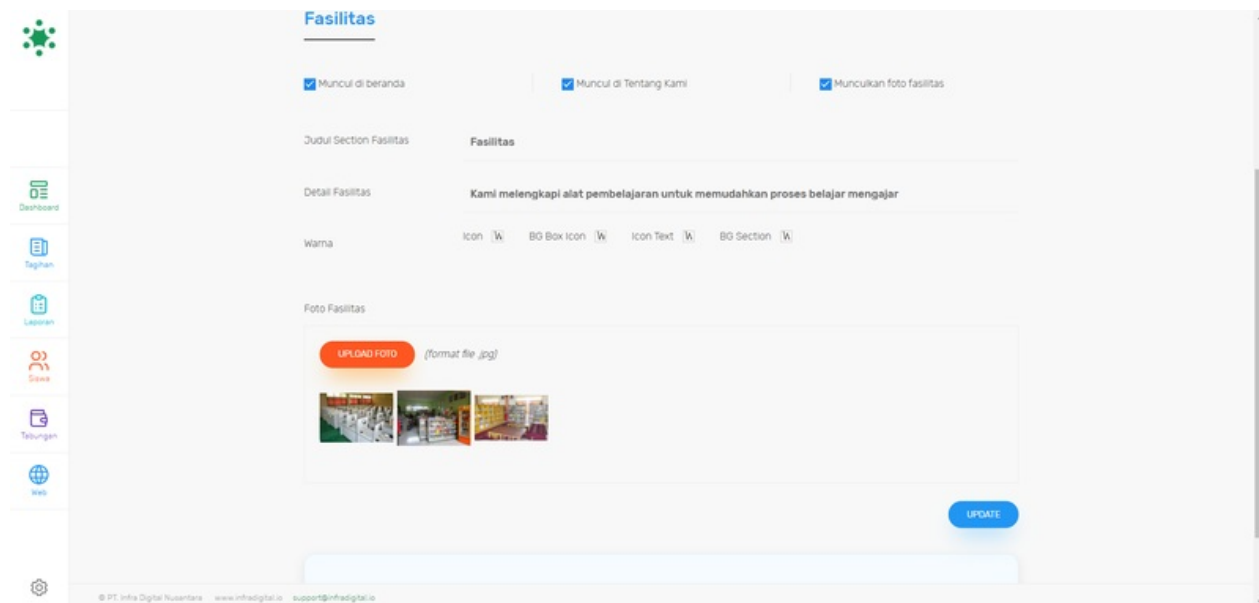 Fasilitas
Muncul di beranda
Muncul di Tentang Kami
Munculkan foto fasilitas
Judul Section Fasilitas
Fasilitas
Detail Fasilitas
Kami melengkapi alat pembelajaran untuk memudahkan proses belajar mengajar
Warna
Icon
BG Box Icon
Icon Text
BG Section
Foto Fasilitas
UPLOAD FOTO
(format file .jpg)
UPDATE
Dashboard
Tagihan
Laporan
Siswa
Tabungan
Web
© PT. Infra Digital Nusantara www.infradigital.io support@infradigital.io